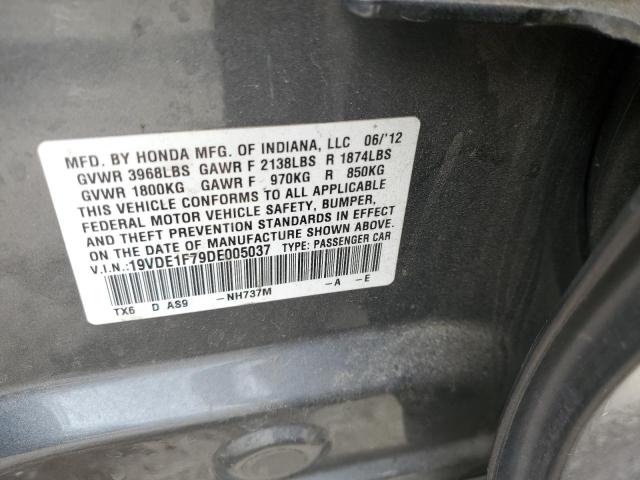 MFD. BY HONDA MFG. OF INDIANA, LLC 06/'12
GVWR 3968LBS GAWR F 2138LBS R 1874LBS
GVWR 1800KG GAWR F 970KG R 850KG
THIS VEHICLE CONFORMS TO ALL APPLICABLE
FEDERAL MOTOR VEHICLE SAFETY, BUMPER,
AND THEFT PREVENTION STANDARDS IN EFFECT
ON THE DATE OF MANUFACTURE SHOWN ABOVE.
V.I.N.:19VDE1F79DE005037 TYPE: PASSENGER CAR
TX6 D AS9 -NH737M -A -E